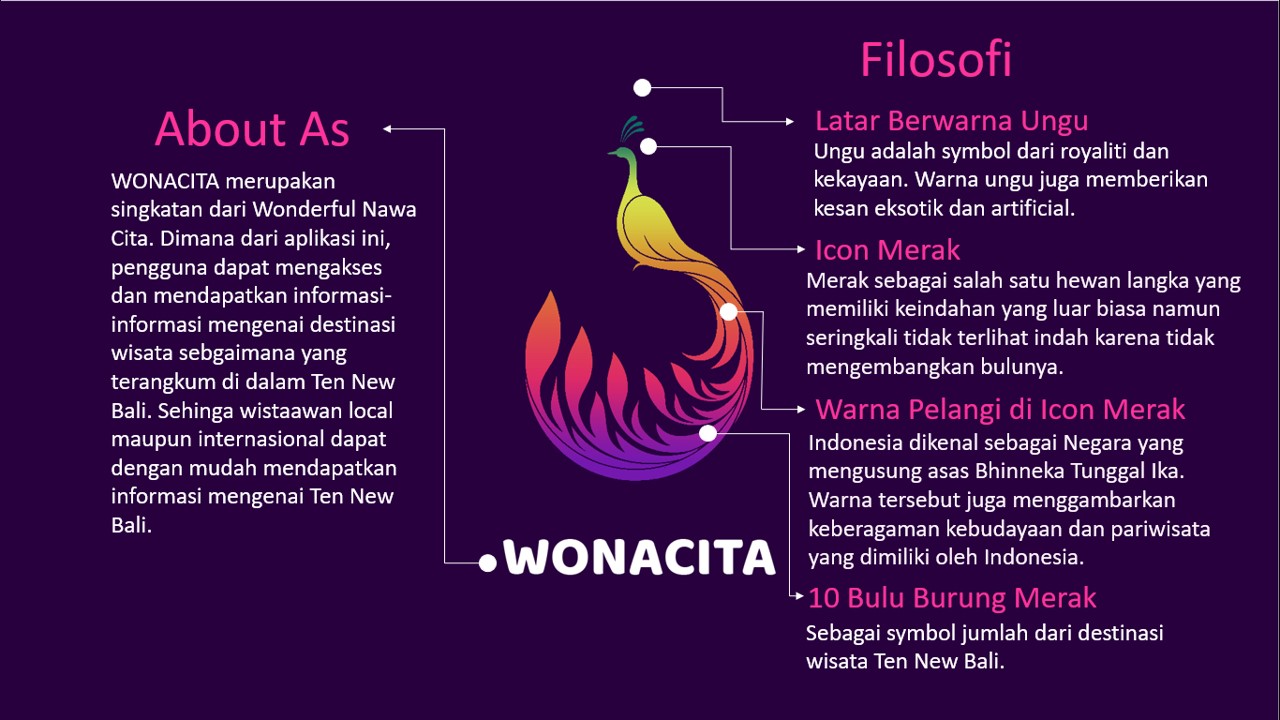 About As
WONACITA merupakan
singkatan dari Wonderful Nawa
Cita. Dimana dari aplikasi ini,
pengguna dapat mengakses
dan mendapatkan informasi-
informasi mengenai destinasi
wisata sebgaimana yang
terangkum di dalam Ten New
Bali. Sehinga wistaawan local
maupun internasional dapat
dengan mudah mendapatkan
informasi mengenai Ten New
Bali.
WONACITA
Filosofi
Latar Berwarna Ungu
Ungu adalah symbol dari royaliti dan
kekayaan. Warna ungu juga memberikan
kesan eksotik dan artificial.
Icon Merak
Merak sebagai salah satu hewan langka yang
memiliki keindahan yang luar biasa namun
seringkali tidak terlihat indah karena tidak
mengembangkan bulunya.
Warna Pelangi di Icon Merak
Indonesia dikenal sebagai Negara yang
mengusung asas Bhinneka Tunggal Ika.
Warna tersebut juga menggambarkan
keberagaman kebudayaan dan pariwisata
yang dimiliki oleh Indonesia.
10 Bulu Burung Merak
Sebagai symbol jumlah dari destinasi
wisata Ten New Bali.